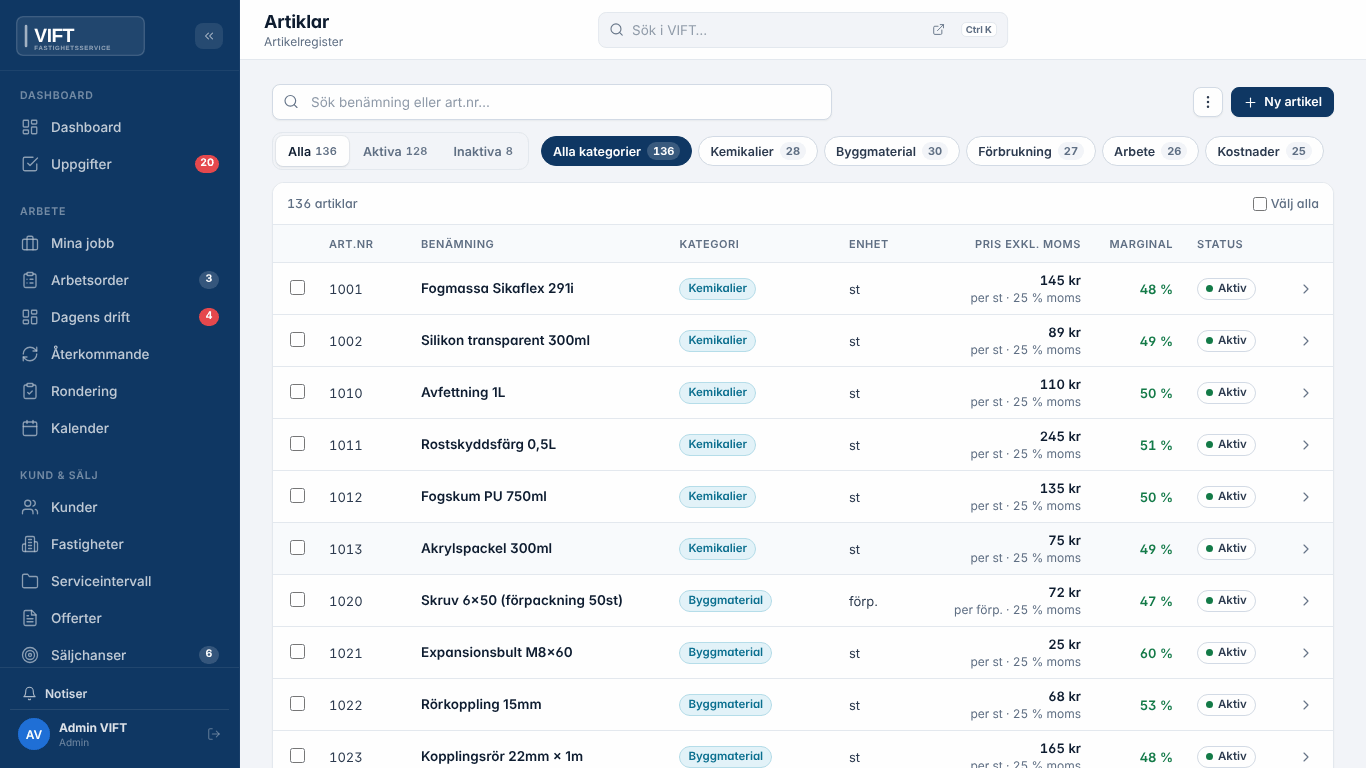 VIFT
FASTIGHETSSERVICE
DASHBOARD
Dashboard
Uppgifter 20
ARBETE
Mina jobb
Arbetsorder 3
Dagens drift 4
Återkommande
Rondering
Kalender
KUND & SÄLJ
Kunder
Fastigheter
Serviceintervall
Offerter
Säljchanser 6
Notiser
AV
Admin VIFT
Admin
Artiklar
Artikelregister
Sök i VIFT... Ctrl K
Sök benämning eller art.nr...
Ny artikel
Alla 136 Aktiva 128 Inaktiva 8 Alla kategorier 136 Kemikalier 28 Byggmaterial 30 Förbrukning 27 Arbete 26 Kostnader 25
136 artiklar Välj alla
ART.NR BENÄMNING KATEGORI ENHET PRIS EXKL. MOMS MARGINAL STATUS
1001 Fogmassa Sikaflex 291i Kemikalier st 145 kr 48 % Aktiv
per st · 25 % moms
1002 Silikon transparent 300ml Kemikalier st 89 kr 49 % Aktiv
per st · 25 % moms
1010 Avfettning 1L Kemikalier st 110 kr 50 % Aktiv
per st · 25 % moms
1011 Rostskyddsfärg 0,5L Kemikalier st 245 kr 51 % Aktiv
per st · 25 % moms
1012 Fogskum PU 750ml Kemikalier st 135 kr 50 % Aktiv
per st · 25 % moms
1013 Akrylspackel 300ml Kemikalier st 75 kr 49 % Aktiv
per st · 25 % moms
1020 Skruv 6×50 (förpackning 50st) Byggmaterial förp. 72 kr 47 % Aktiv
per förp. · 25 % moms
1021 Expansionsbult M8×60 Byggmaterial st 25 kr 60 % Aktiv
per st · 25 % moms
1022 Rörkoppling 15mm Byggmaterial st 68 kr 53 % Aktiv
per st · 25 % moms
1023 Kopplingsrör 22mm × 1m Byggmaterial st 165 kr 48 % Aktiv
per st · 25 % moms